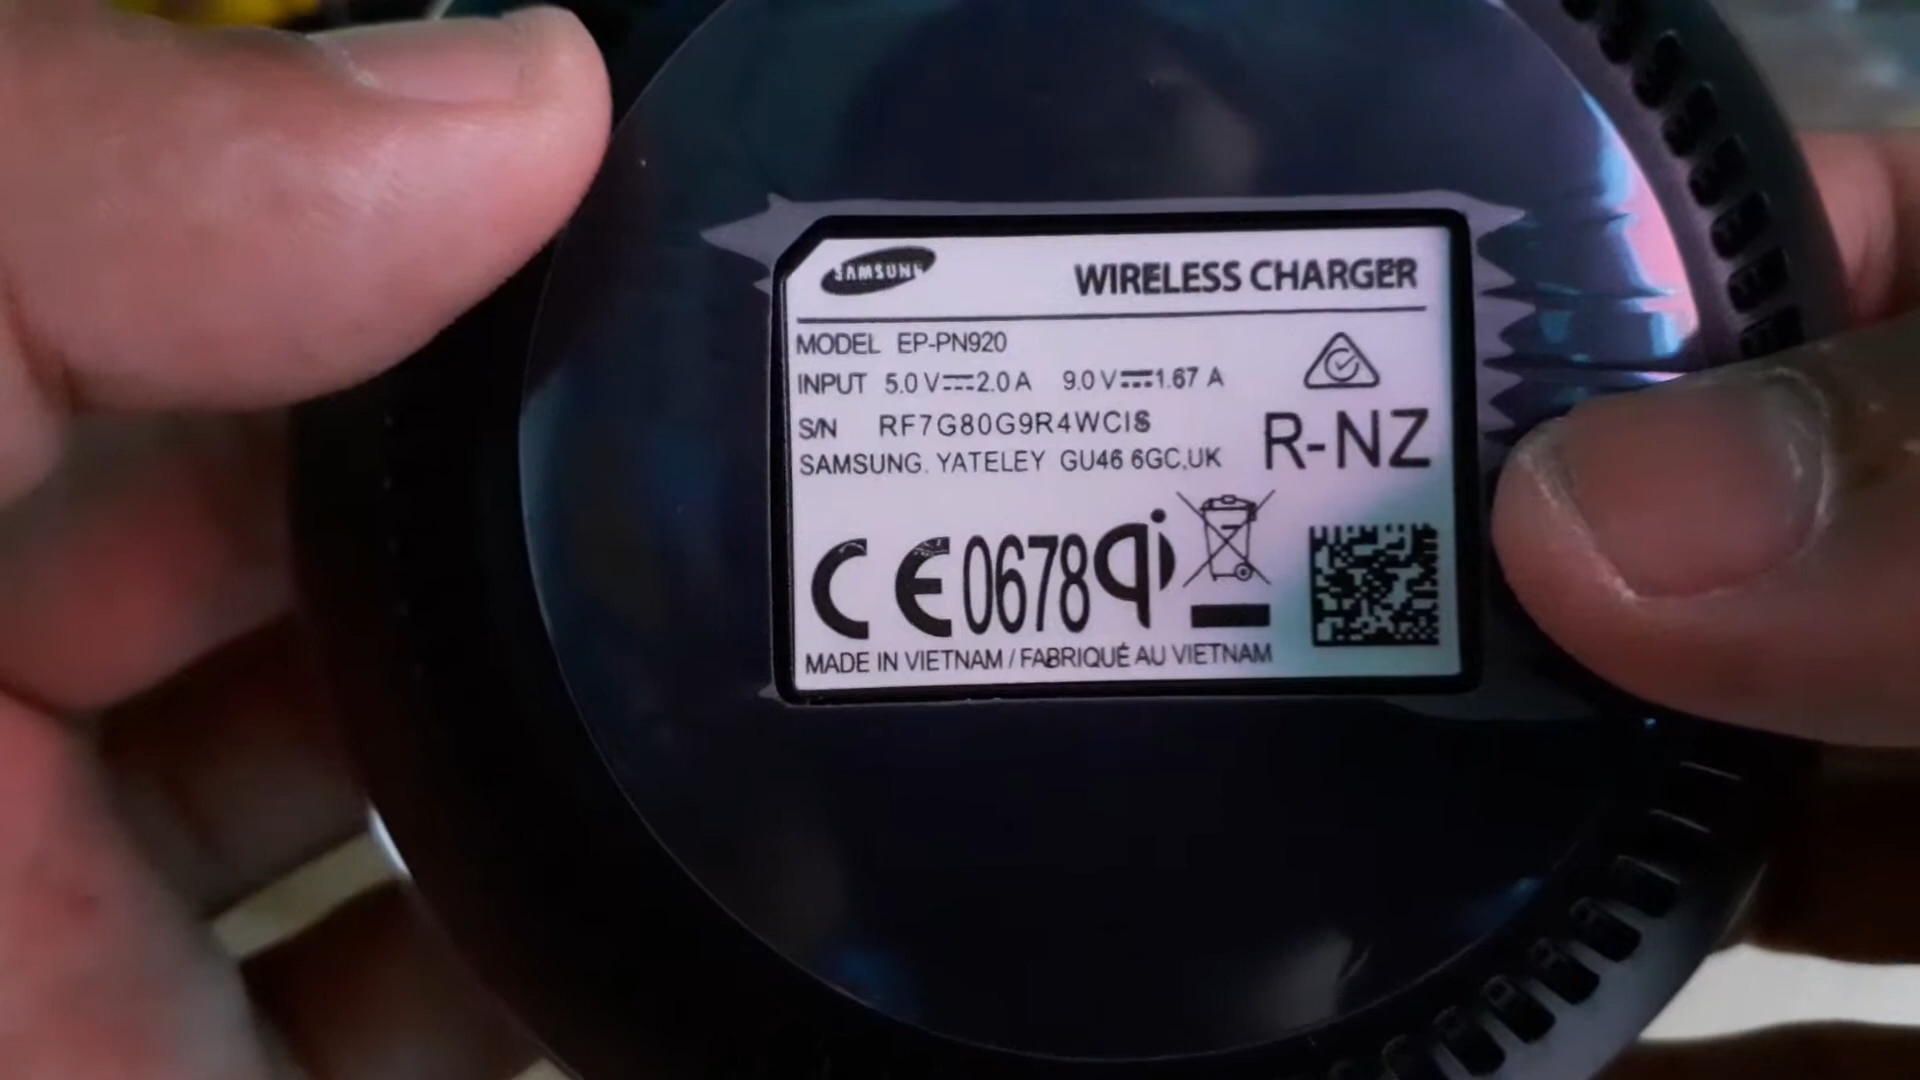 SAMSUNG
WIRELESS CHARGER
MODEL EP-PN920
INPUT 5.0 V⎓2.0 A 9.0 V⎓1.67 A
S/N RF7G80G9R4WCIS
SAMSUNG. YATELEY GU46 6GC,UK
R-NZ
CE0678 qi
MADE IN VIETNAM / FABRIQUÉ AU VIETNAM